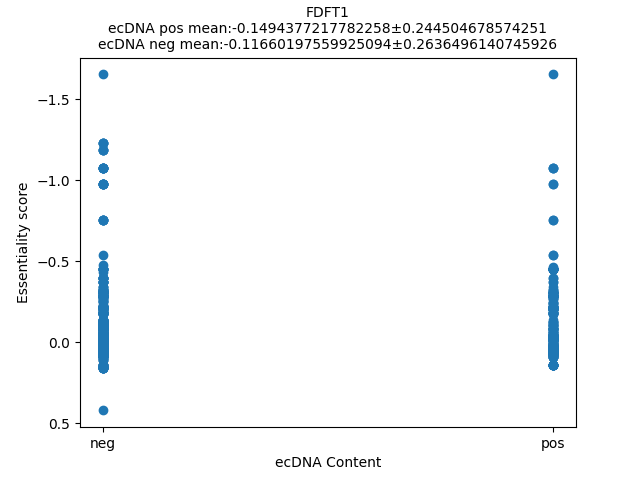 FDFT1
ecDNA pos mean:-0.1494377217782258±0.244504678574251
ecDNA neg mean:-0.11660197559925094±0.2636496140745926
−1.5
−1.0
−0.5
0.0
0.5
Essentiality score
neg
pos
ecDNA Content